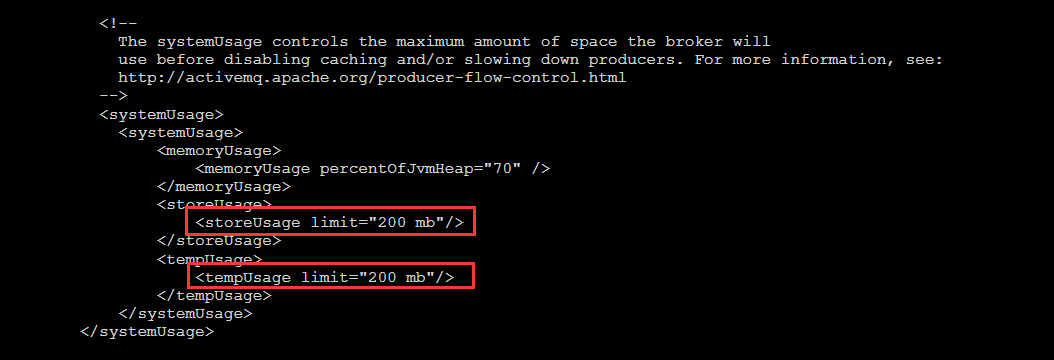 <!--
The systemUsage controls the maximum amount of space the broker will
use before disabling caching and/or slowing down producers. For more information, see:
http://activemq.apache.org/producer-flow-control.html
-->
<systemUsage>
<systemUsage>
<memoryUsage>
<memoryUsage percentOfJvmHeap="70" />
</memoryUsage>
<storeUsage>
<storeUsage limit="200 mb"/>
</storeUsage>
<tempUsage>
<tempUsage limit="200 mb"/>
</tempUsage>
</systemUsage>
</systemUsage>